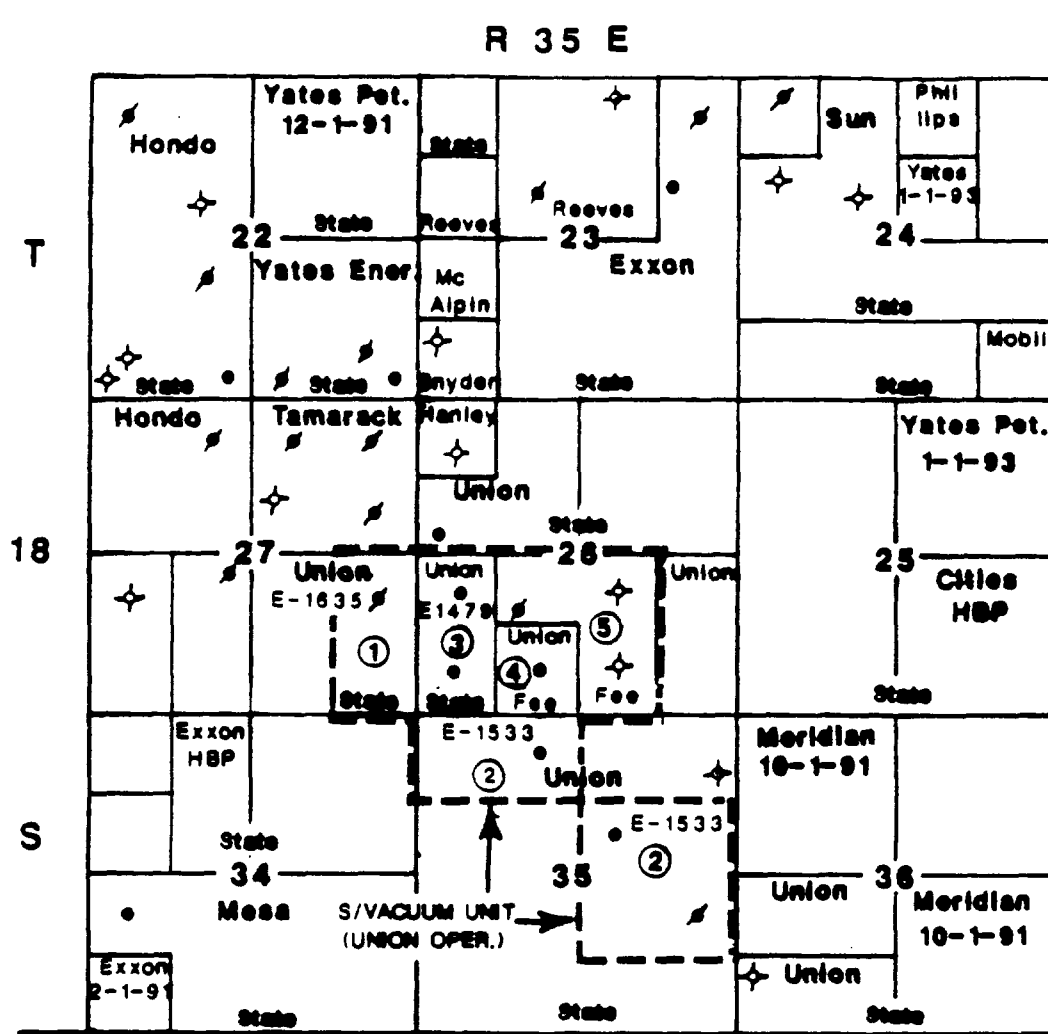 R 35 E
T
18
S
Yates Pet.
12-1-91
Hondo
State
State
22
Yates Ener.
State
State
State
Reeves
Mc
Alpin
Snyder
Reeves
23
Exxon
State
Sun
Phil
lips
Yates
1-1-93
24
State
Mobil
State
Hondo
Tamarack
27
Union
E-1635
1
State
Hanley
Union
State
26
Union
E1479
3
State
Union
4
Fee
5
Fee
Union
Yates Pet.
1-1-93
25
Cities
HBP
State
Exxon
HBP
State
34
Mesa
Exxon
2-1-91
State
E-1533
2
Union
E-1533
2
35
S/VACUUM UNIT
(UNION OPER.)
State
Meridian
10-1-91
Union
36
Meridian
10-1-91
Union
State